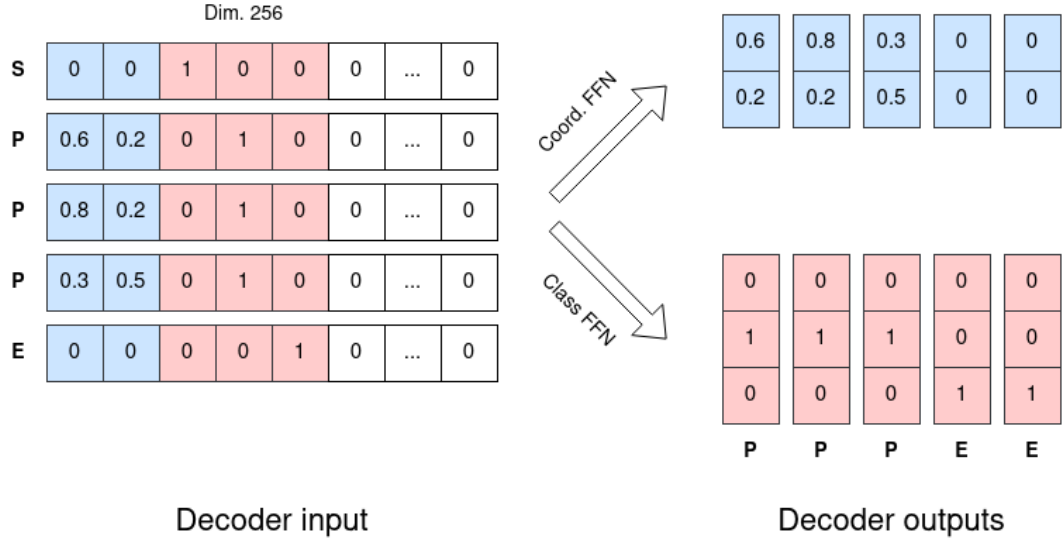 Dim. 256
S 0 0 1 0 0 0 ... 0
P 0.6 0.2 0 1 0 0 ... 0
P 0.8 0.2 0 1 0 0 ... 0
P 0.3 0.5 0 1 0 0 ... 0
E 0 0 0 0 1 0 ... 0
Decoder input
Coord. FFN
Class FFN
0.6 0.8 0.3 0 0
0.2 0.2 0.5 0 0
0 0 0 0 0
1 1 1 0 0
0 0 0 1 1
P P P E E
Decoder outputs